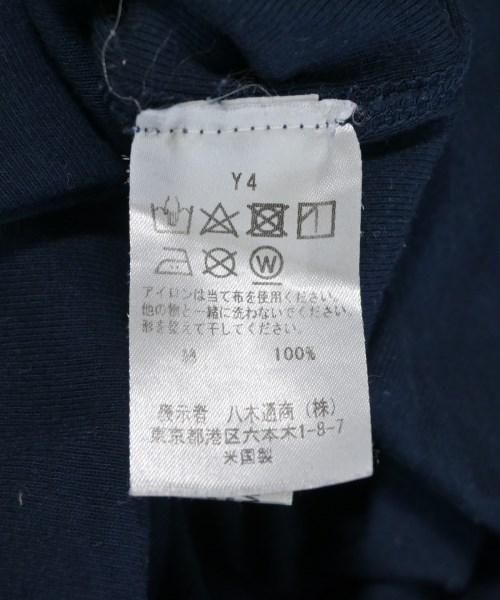 Y4
W
アイロンは当て布を使用ください。
他の物と一緒に洗わないでください。
形を整えて干してください。
綿 100%
表示者 八木通商(株)
東京都港区六本木1-8-7
米国製